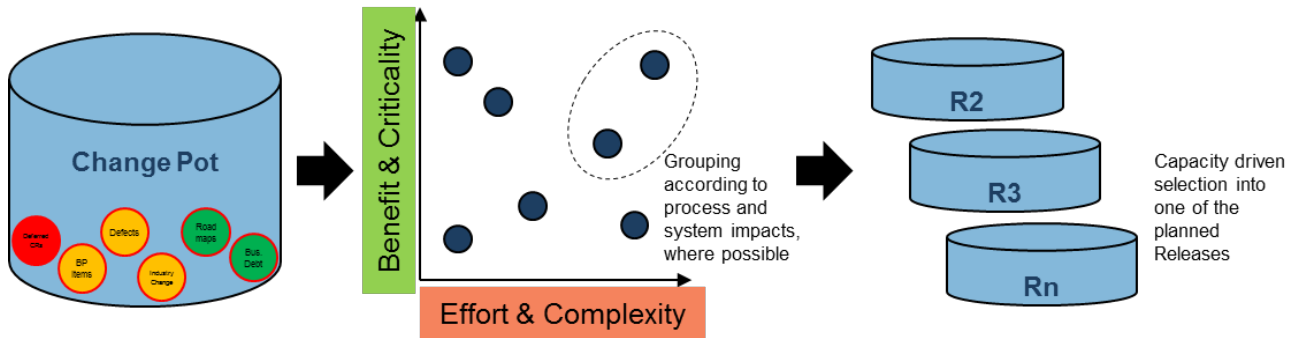 Change Pot
Deferred
CRs
BP
Items
Defects
Industry
Change
Road
maps
Bus.
Debt
Benefit & Criticality
Effort & Complexity
Grouping
according to
process and
system impacts,
where possible
R2
R3
Rn
Capacity driven
selection into
one of the
planned
Releases